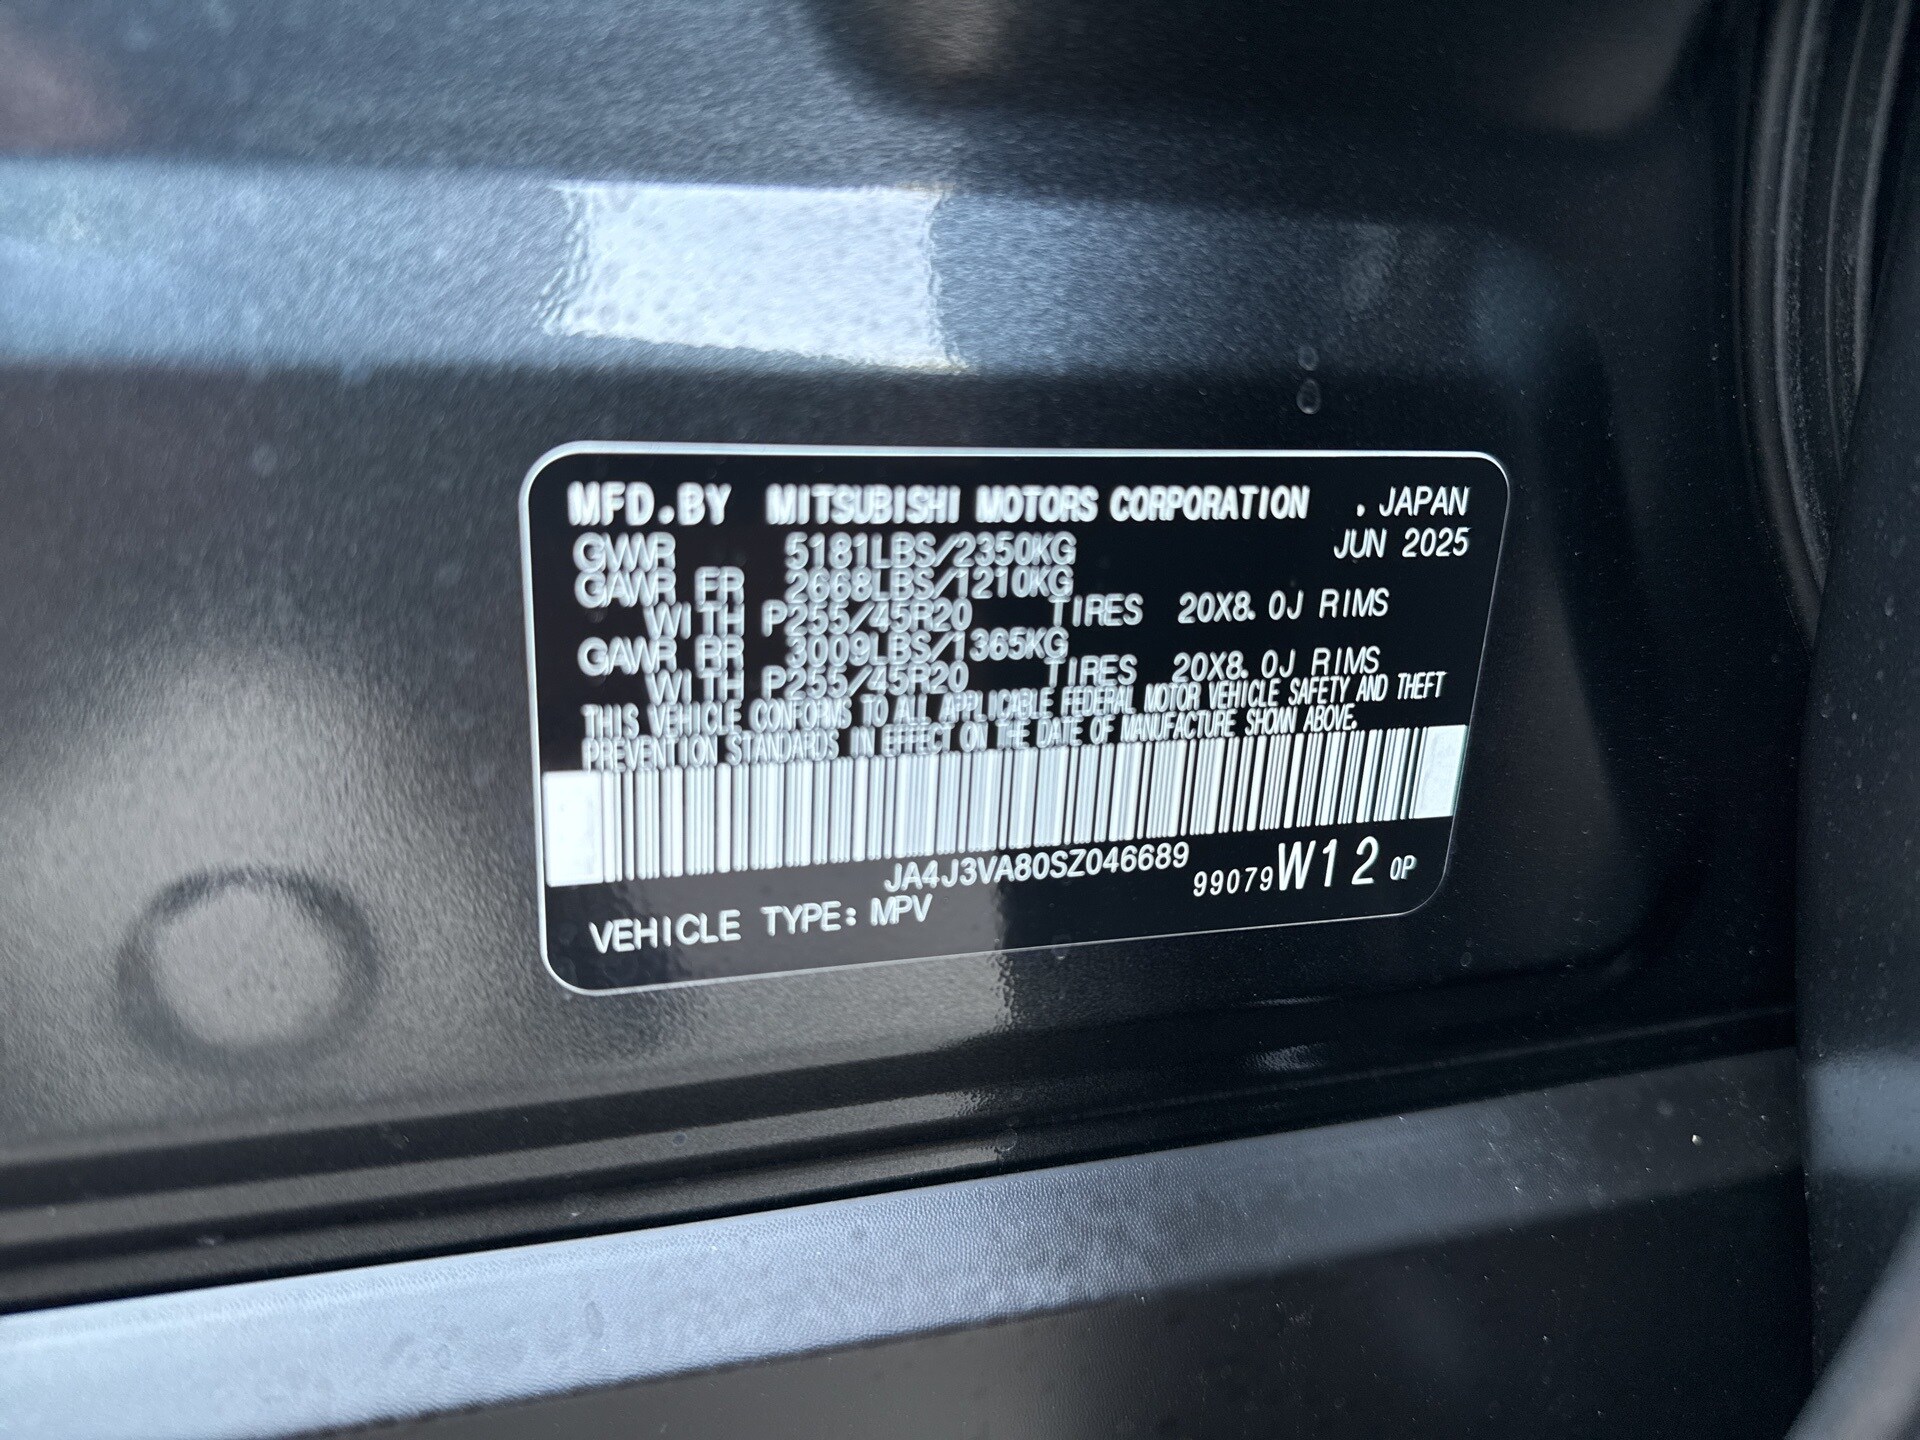 MFD.BY MITSUBISHI MOTORS CORPORATION . JAPAN
JUN 2025
GVWR 5181LBS/2350KG
GAWR FR 2668LBS/1210KG
WITH P255/45R20 TIRES 20X8.0J RIMS
GAWR RR 3009LBS/1365KG
WITH P255/45R20 TIRES 20X8.0J RIMS
THIS VEHICLE CONFORMS TO ALL APPLICABLE FEDERAL MOTOR VEHICLE SAFETY AND THEFT
PREVENTION STANDARDS IN EFFECT ON THE DATE OF MANUFACTURE SHOWN ABOVE.
JA4J3VA80SZ046689
99079 W12 0P
VEHICLE TYPE: MPV